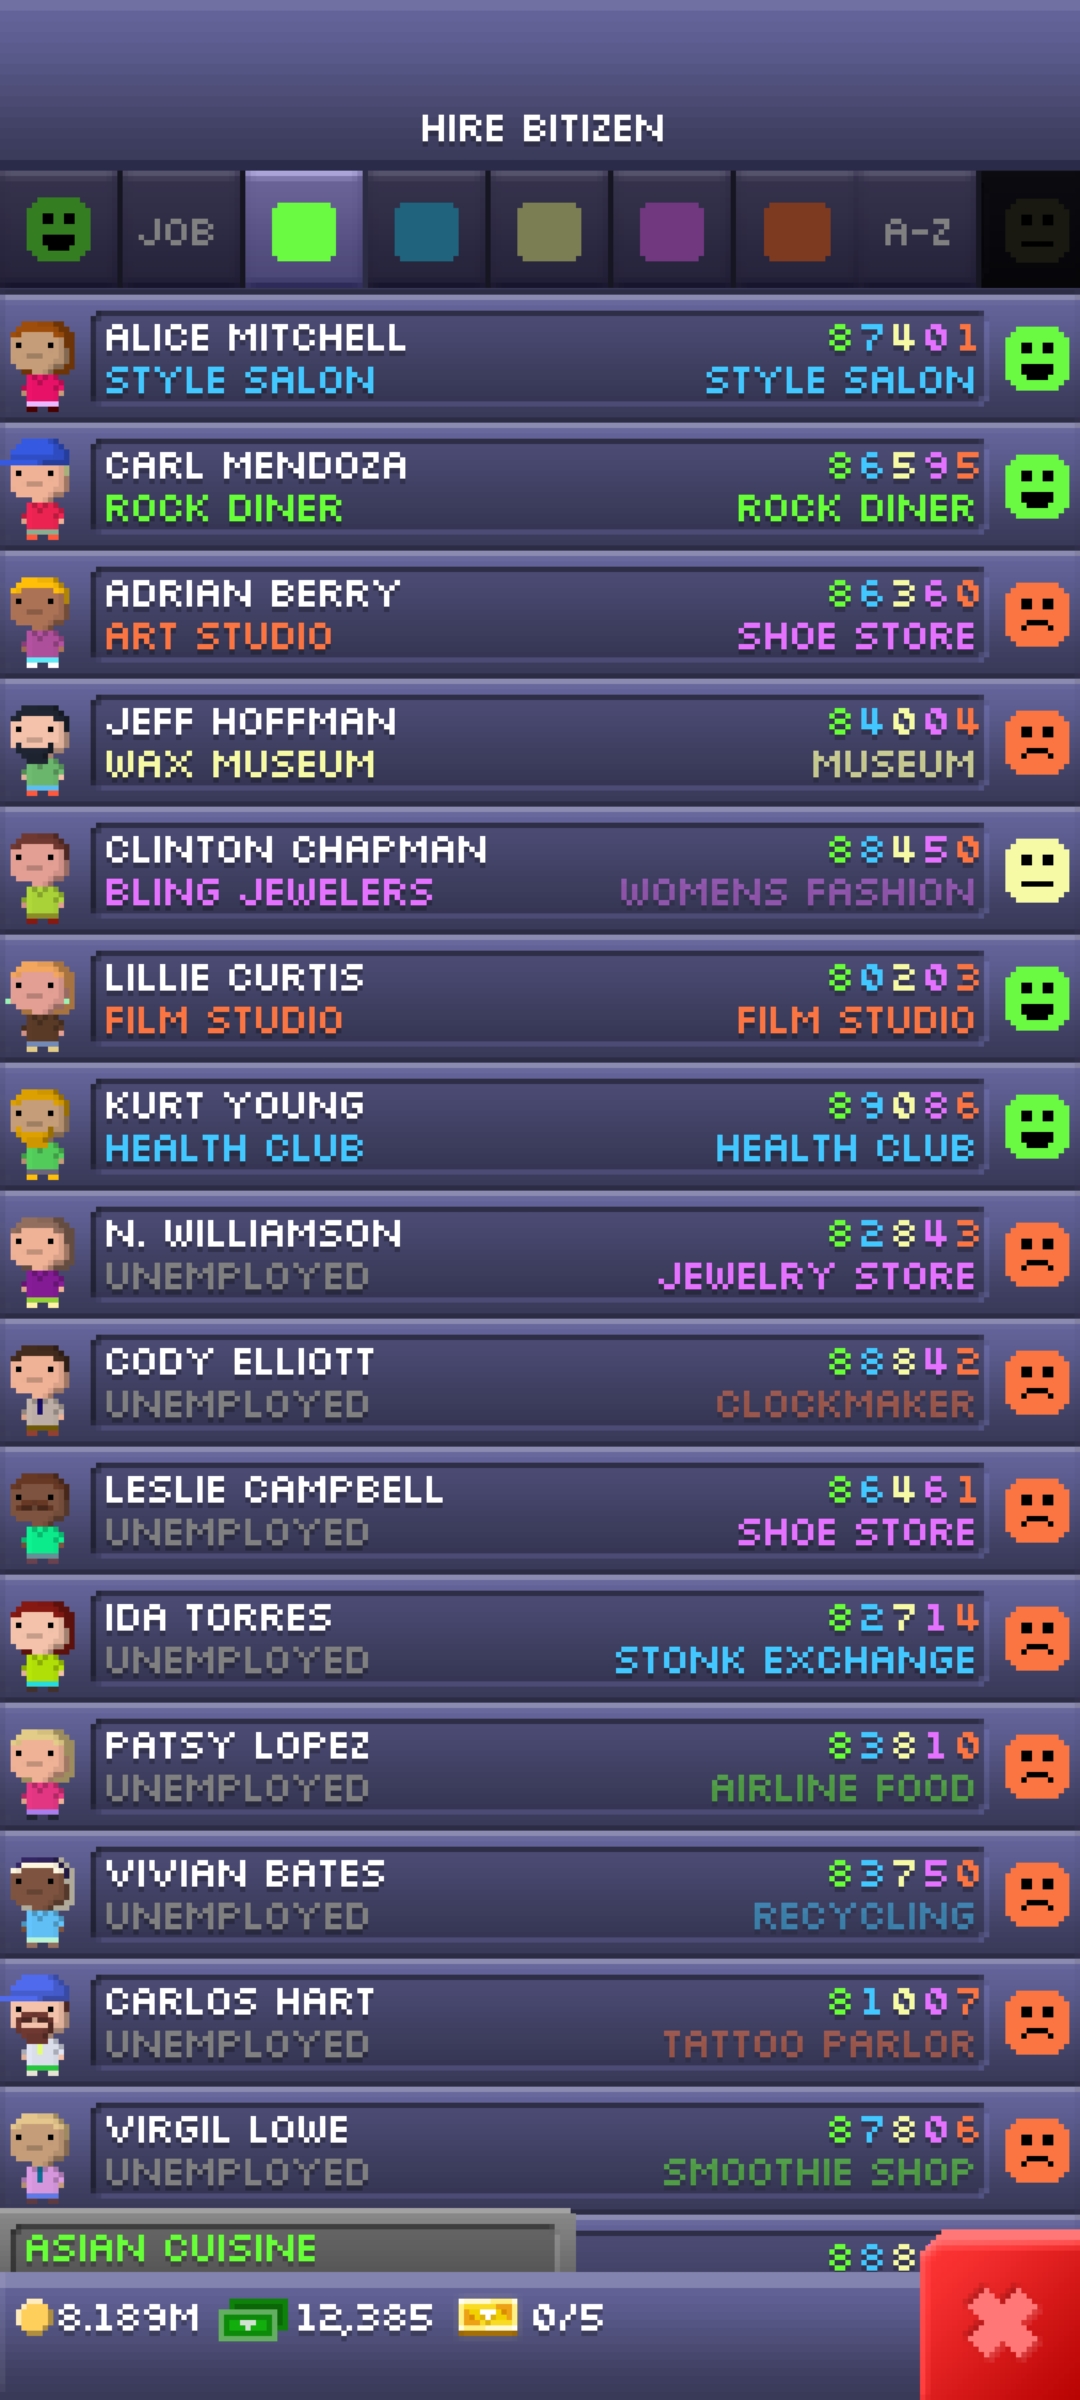 HIRE BITIZEN
JOB A-Z
ALICE MITCHELL 87401
STYLE SALON STYLE SALON
CARL MENDOZA 86595
ROCK DINER ROCK DINER
ADRIAN BERRY 86360
ART STUDIO SHOE STORE
JEFF HOFFMAN 84004
WAX MUSEUM MUSEUM
CLINTON CHAPMAN 88450
BLING JEWELERS WOMENS FASHION
LILLIE CURTIS 80203
FILM STUDIO FILM STUDIO
KURT YOUNG 89086
HEALTH CLUB HEALTH CLUB
N. WILLIAMSON 82843
UNEMPLOYED JEWELRY STORE
CODY ELLIOTT 88842
UNEMPLOYED CLOCKMAKER
LESLIE CAMPBELL 86461
UNEMPLOYED SHOE STORE
IDA TORRES 82714
UNEMPLOYED STONK EXCHANGE
PATSY LOPEZ 83810
UNEMPLOYED AIRLINE FOOD
VIVIAN BATES 83750
UNEMPLOYED RECYCLING
CARLOS HART 81007
UNEMPLOYED TATTOO PARLOR
VIRGIL LOWE 87806
UNEMPLOYED SMOOTHIE SHOP
ASIAN CUISINE 888
8.189M 12,385 0/5